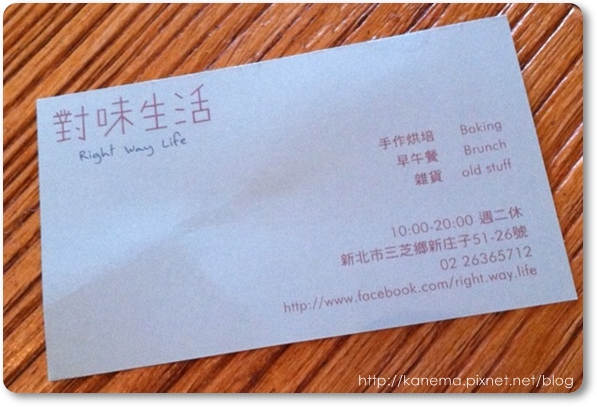 對味生活
Right Way Life
手作烘培 Baking
早午餐 Brunch
雜貨 old stuff
10:00-20:00 週二休
新北市三芝鄉新庄子51-26號
02 26365712
http://www.facebook.com/right.way.life
http://kanema.pixnet.net/blog